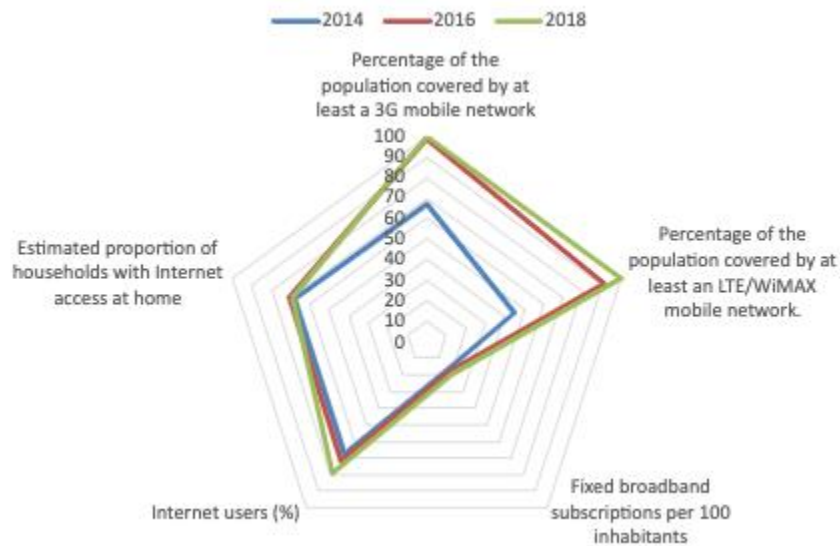 2014 2016 2018
Percentage of the
population covered by at
least a 3G mobile network
100
90
80
70
60
50
40
30
20
10
0
Percentage of the
population covered by at
least an LTE/WiMAX
mobile network.
Fixed broadband
subscriptions per 100
inhabitants
Internet users (%)
Estimated proportion of
households with Internet
access at home